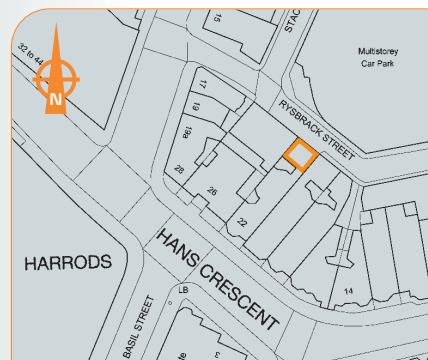 32 to 44
15
STAC
Multistorey
Car Park
N
17
19
19a
RYSBRACK STREET
28
26
22
HANS CRESCENT
HARRODS
14
LB
BASIL STREET
3